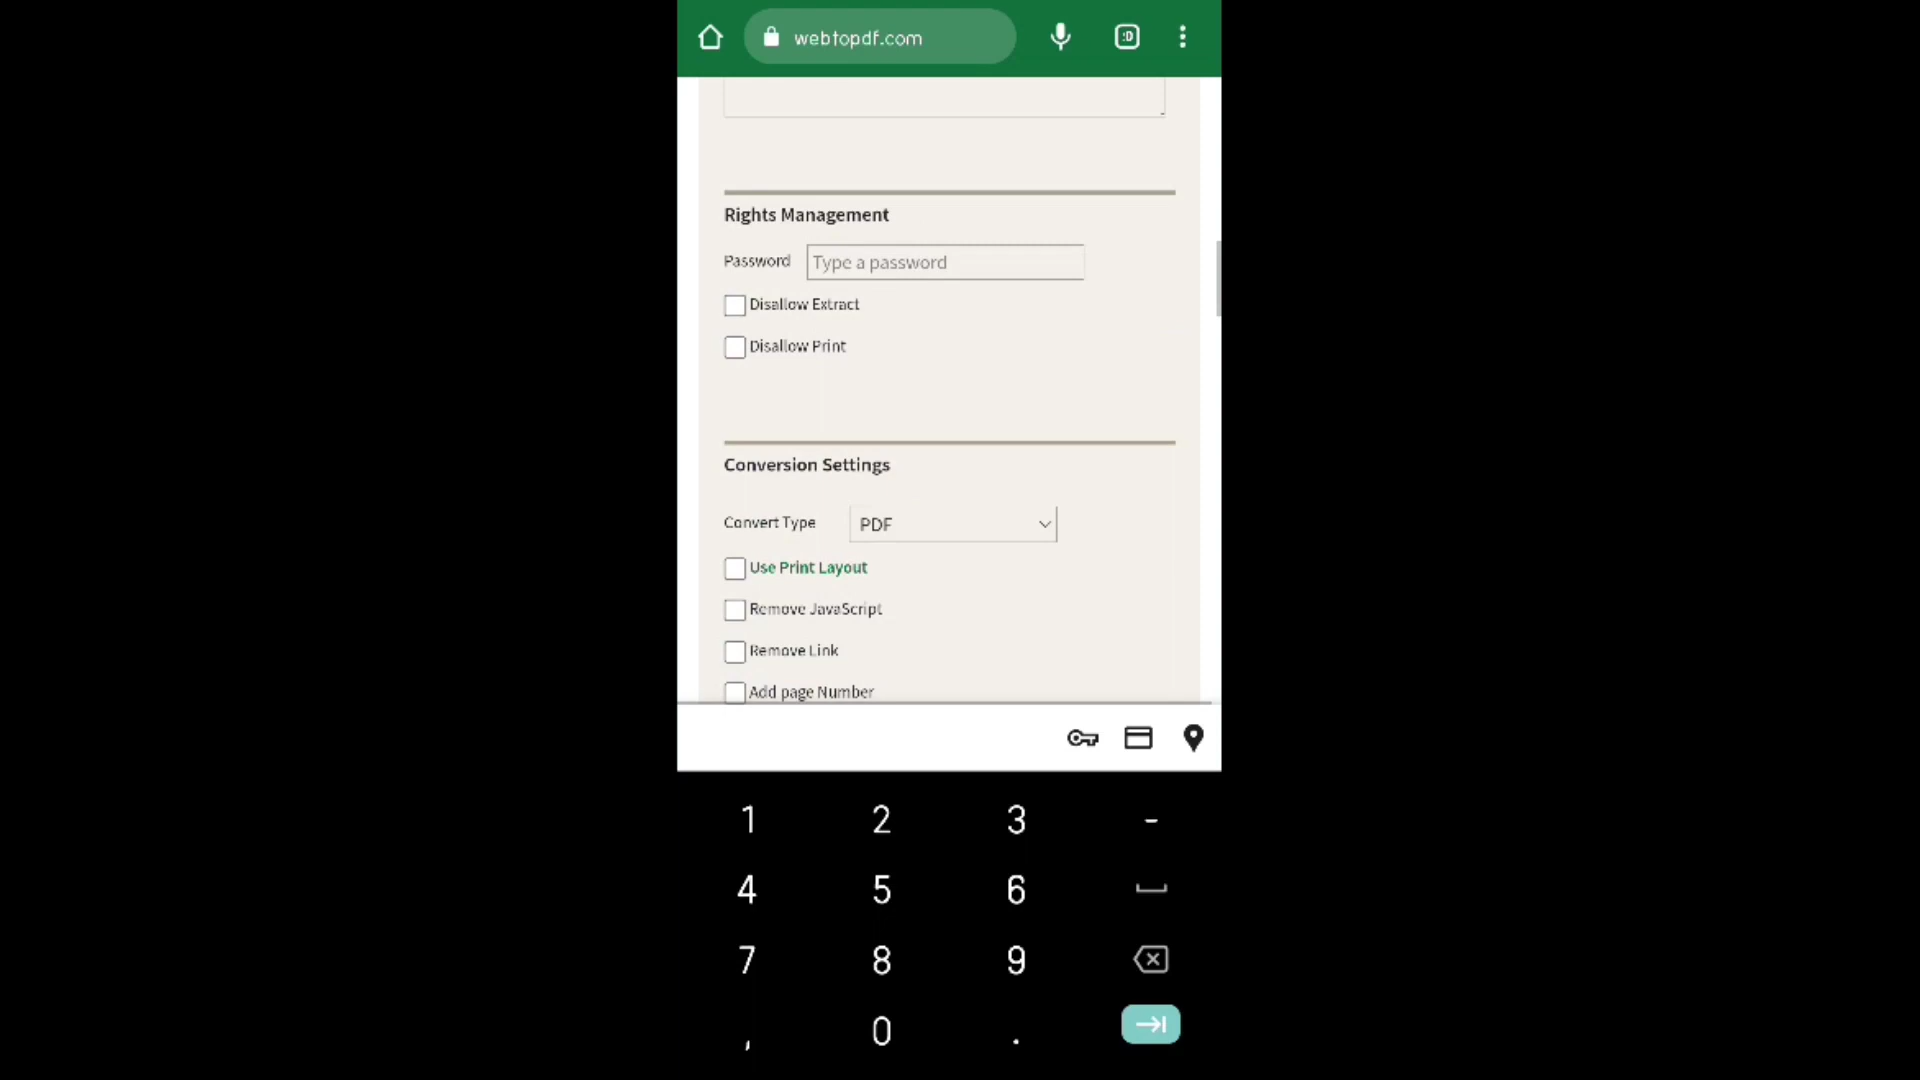 webtopdf.com
:D
Rights Management
Password Type a password
Disallow Extract
Disallow Print
Conversion Settings
Convert Type PDF
Use Print Layout
Remove JavaScript
Remove Link
Add page Number
1 2 3 -
4 5 6
7 8 9
, 0 .